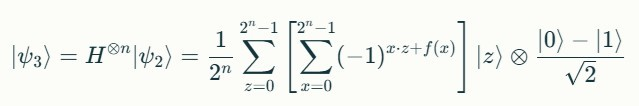 |ψ₃⟩ = H^{⊗n}|ψ₂⟩ = \frac{1}{2^n} \sum_{z=0}^{2^n-1} \left[ \sum_{x=0}^{2^n-1} (-1)^{x·z+f(x)} \right] |z⟩ ⊗ \frac{|0⟩ − |1⟩}{\sqrt{2}}